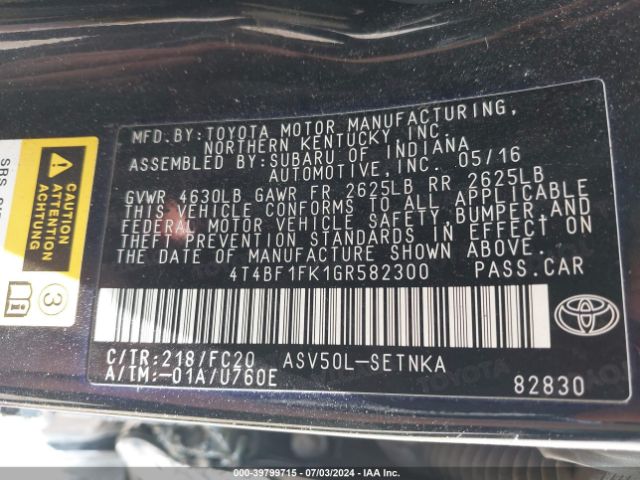 MFD.BY:TOYOTA MOTOR MANUFACTURING,
NORTHERN KENTUCKY, INC.
ASSEMBLED BY:SUBARU OF INDIANA
AUTOMOTIVE,INC. 05/16
GVWR 4630LB GAWR FR 2625LB RR 2625LB
THIS VEHICLE CONFORMS TO ALL APPLICABLE
FEDERAL MOTOR VEHICLE SAFETY,BUMPER,AND
THEFT PREVENTION STANDARDS IN EFFECT ON
THE DATE OF MANUFACTURE SHOWN ABOVE.
4T4BF1FK1GR582300 PASS.CAR
C/TR:218/FC20 ASV50L-SETNKA
A/TM:-01A/U760E 82830
TOYOTA
CAUTION
ATTENTION
ACHTUNG
3
SRS
000-39799715 - 07/03/2024 - IAA Inc.